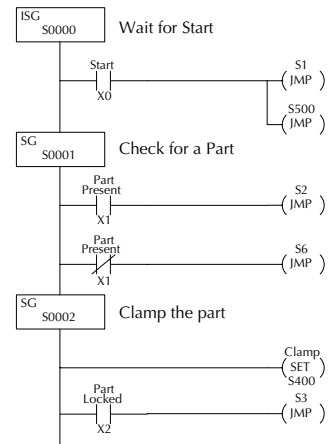 ISG
S0000
Wait for Start
Start
X0
S1
JMP
S500
JMP
SG
S0001
Check for a Part
Part
Present
X1
S2
JMP
Part
Present
X1
S6
JMP
SG
S0002
Clamp the part
Clamp
SET
S400
Part
Locked
X2
S3
JMP